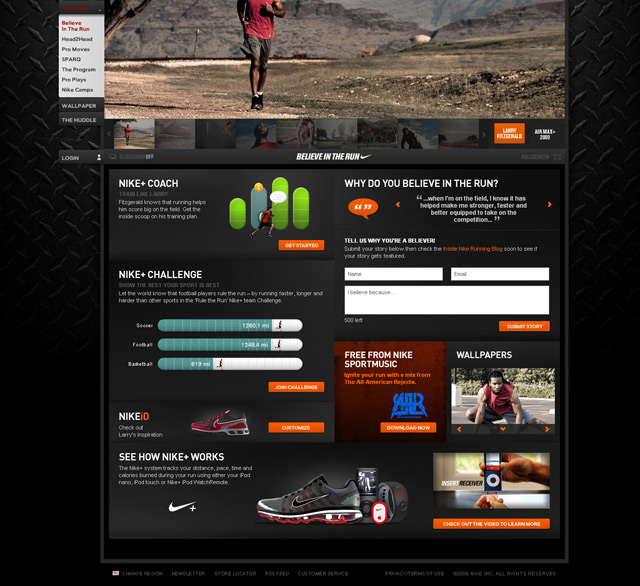 Believe
In The Run
Head2Head
Pro Moves
SPARQ
The Program
Pro Plays
Nike Camps
WALLPAPER
THE HUDDLE
LARRY
FITZGERALD
AIR MAX+
2009
LOGIN
SLIDESHOW OFF
BELIEVE IN THE RUN
FULLSCREEN
NIKE+ COACH
TRAIN LIKE LARRY
Fitzgerald knows that running helps
him score big on the field. Get the
inside scoop on his training plan.
GET STARTED
WHY DO YOU BELIEVE IN THE RUN?
“ ...when I'm on the field, I know it has
helped make me stronger, faster and
better equipped to take on the
competition... ”
TELL US WHY YOU'RE A BELIEVER!
Submit your story below then check the Inside Nike Running Blog soon to see if
your story gets featured.
Name
Email
I believe because...
500 left
SUBMIT STORY
NIKE+ CHALLENGE
SHOW THE REST YOUR SPORT IS BEST
Let the world know that football players rule the run – by running faster, longer and
harder than other sports in the 'Rule the Run' Nike+ team Challenge.
Soccer
1260.1 mi
Football
1248.4 mi
Basketball
619 mi
JOIN CHALLENGE
FREE FROM NIKE
SPORTMUSIC
Ignite your run with a mix from
The All-American Rejects.
DOWNLOAD NOW
WALLPAPERS
NIKEiD
Check out
Larry's inspiration
CUSTOMIZE
SEE HOW NIKE+ WORKS
The Nike+ system tracks your distance, pace, time and
calories burned during your run using either your iPod
nano, iPod touch or Nike+ iPod WatchRemote.
INSERT RECEIVER
CHECK OUT THE VIDEO TO LEARN MORE
CHANGE REGION
NEWSLETTER
STORE LOCATOR
RSS FEED
CUSTOMER SERVICE
PRIVACY/TERMS OF USE
©2009 NIKE INC. ALL RIGHTS RESERVED